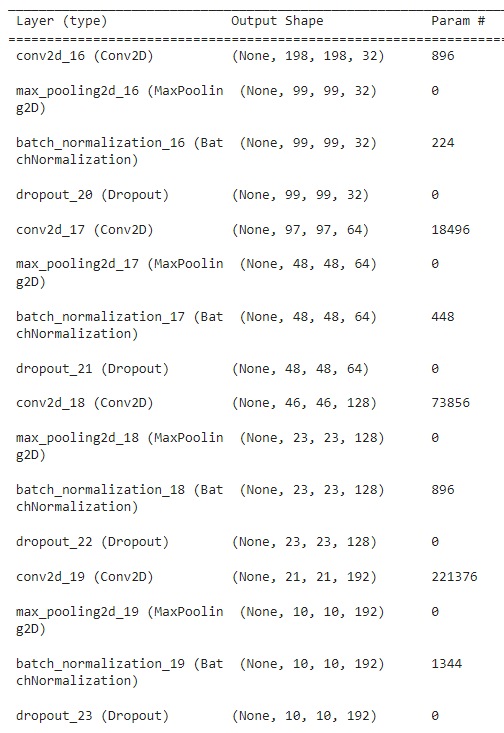 Layer (type) Output Shape Param #
conv2d_16 (Conv2D) (None, 198, 198, 32) 896
max_pooling2d_16 (MaxPoolin (None, 99, 99, 32) 0
g2D)
batch_normalization_16 (Bat (None, 99, 99, 32) 224
chNormalization)
dropout_20 (Dropout) (None, 99, 99, 32) 0
conv2d_17 (Conv2D) (None, 97, 97, 64) 18496
max_pooling2d_17 (MaxPoolin (None, 48, 48, 64) 0
g2D)
batch_normalization_17 (Bat (None, 48, 48, 64) 448
chNormalization)
dropout_21 (Dropout) (None, 48, 48, 64) 0
conv2d_18 (Conv2D) (None, 46, 46, 128) 73856
max_pooling2d_18 (MaxPoolin (None, 23, 23, 128) 0
g2D)
batch_normalization_18 (Bat (None, 23, 23, 128) 896
chNormalization)
dropout_22 (Dropout) (None, 23, 23, 128) 0
conv2d_19 (Conv2D) (None, 21, 21, 192) 221376
max_pooling2d_19 (MaxPoolin (None, 10, 10, 192) 0
g2D)
batch_normalization_19 (Bat (None, 10, 10, 192) 1344
chNormalization)
dropout_23 (Dropout) (None, 10, 10, 192) 0